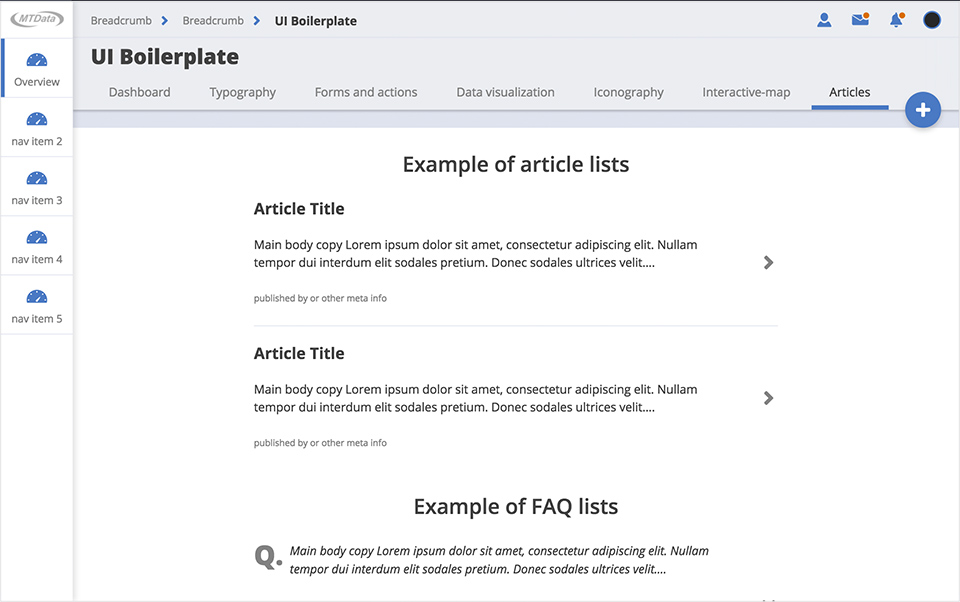 MTData
Breadcrumb
Breadcrumb
UI Boilerplate
UI Boilerplate
Dashboard
Typography
Forms and actions
Data visualization
Iconography
Interactive-map
Articles
Overview
nav item 2
nav item 3
nav item 4
nav item 5
Example of article lists
Article Title
Main body copy Lorem ipsum dolor sit amet, consectetur adipiscing elit. Nullam
tempor dui interdum elit sodales pretium. Donec sodales ultrices velit....
published by or other meta info
Article Title
Main body copy Lorem ipsum dolor sit amet, consectetur adipiscing elit. Nullam
tempor dui interdum elit sodales pretium. Donec sodales ultrices velit....
published by or other meta info
Example of FAQ lists
Q.
Main body copy Lorem ipsum dolor sit amet, consectetur adipiscing elit. Nullam
tempor dui interdum elit sodales pretium. Donec sodales ultrices velit....